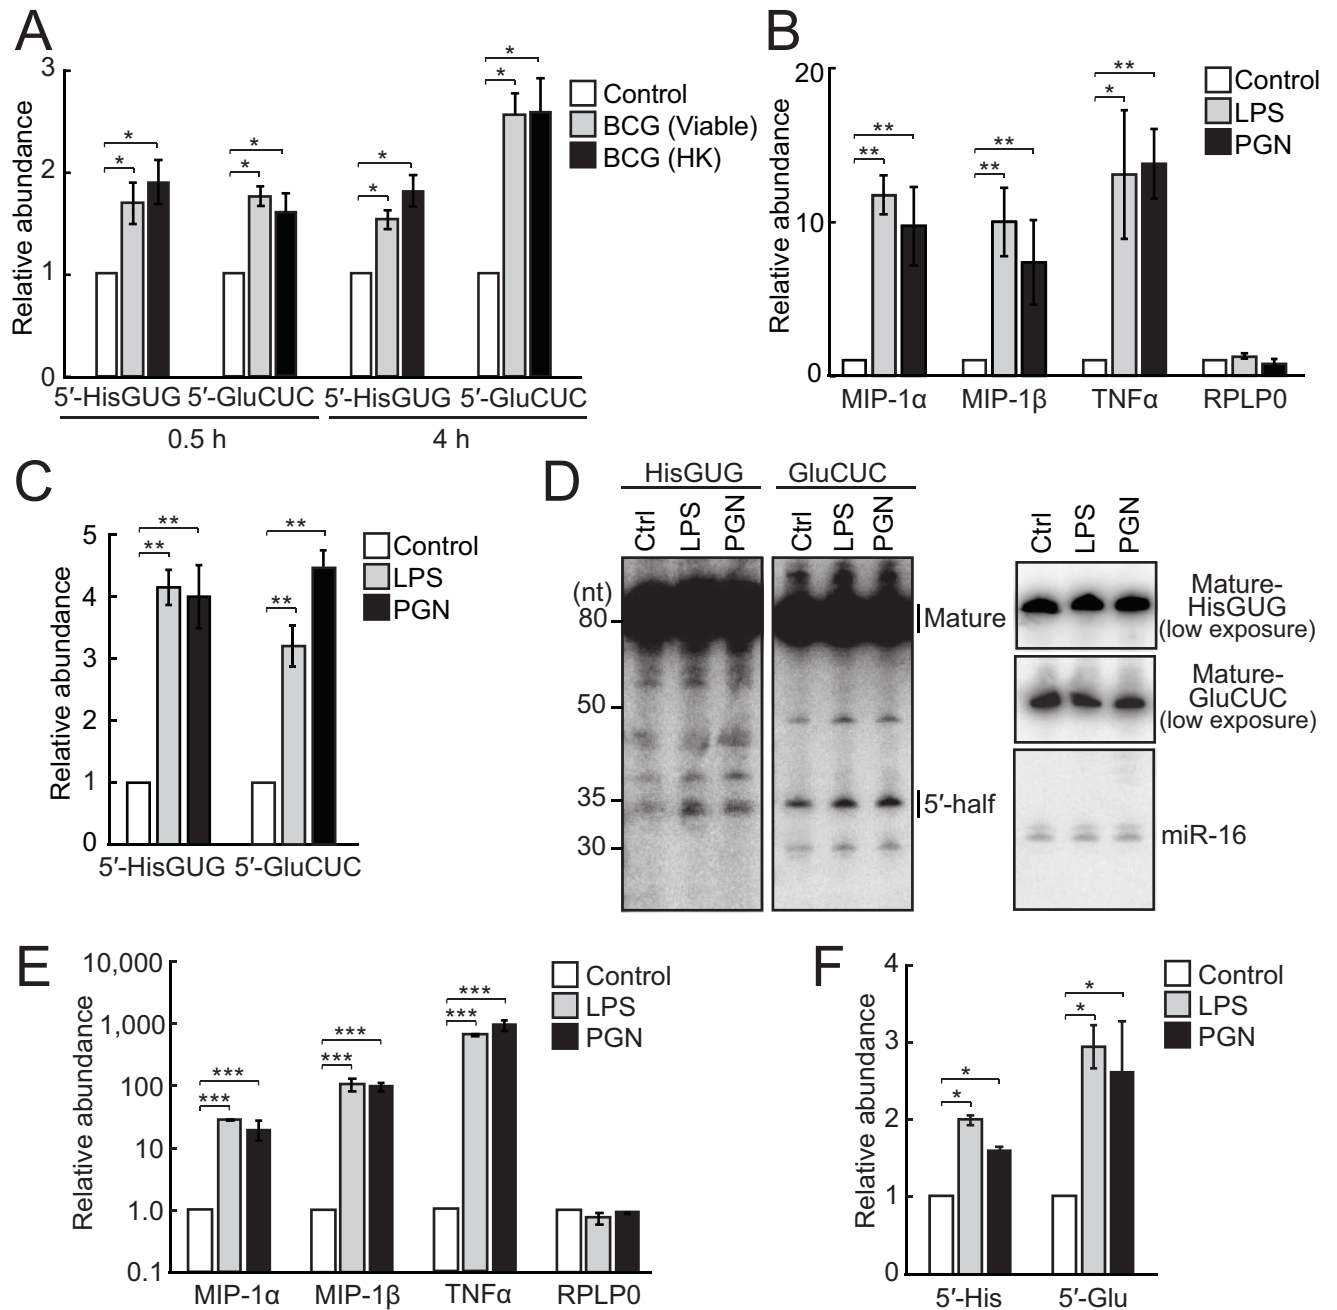 A
Relative abundance
3
2
1
0
* * * * * * * *
Control
BCG (Viable)
BCG (HK)
5′-HisGUG 5′-GluCUC 5′-HisGUG 5′-GluCUC
0.5 h 4 h
B
Relative abundance
20
10
0
** ** ** ** ** *
Control
LPS
PGN
MIP-1α MIP-1β TNFα RPLP0
C
Relative abundance
5
4
3
2
1
0
** ** ** **
Control
LPS
PGN
5′-HisGUG 5′-GluCUC
D
HisGUG GluCUC
Ctrl LPS PGN Ctrl LPS PGN
(nt)
80
50
35
30
Mature
5′-half
Ctrl LPS PGN
Mature-
HisGUG
(low exposure)
Mature-
GluCUC
(low exposure)
miR-16
E
Relative abundance
10,000
1,000
100
10
1.0
0.1
*** *** *** *** *** ***
Control
LPS
PGN
MIP-1α MIP-1β TNFα RPLP0
F
Relative abundance
4
3
2
1
0
* * * *
Control
LPS
PGN
5′-His 5′-Glu